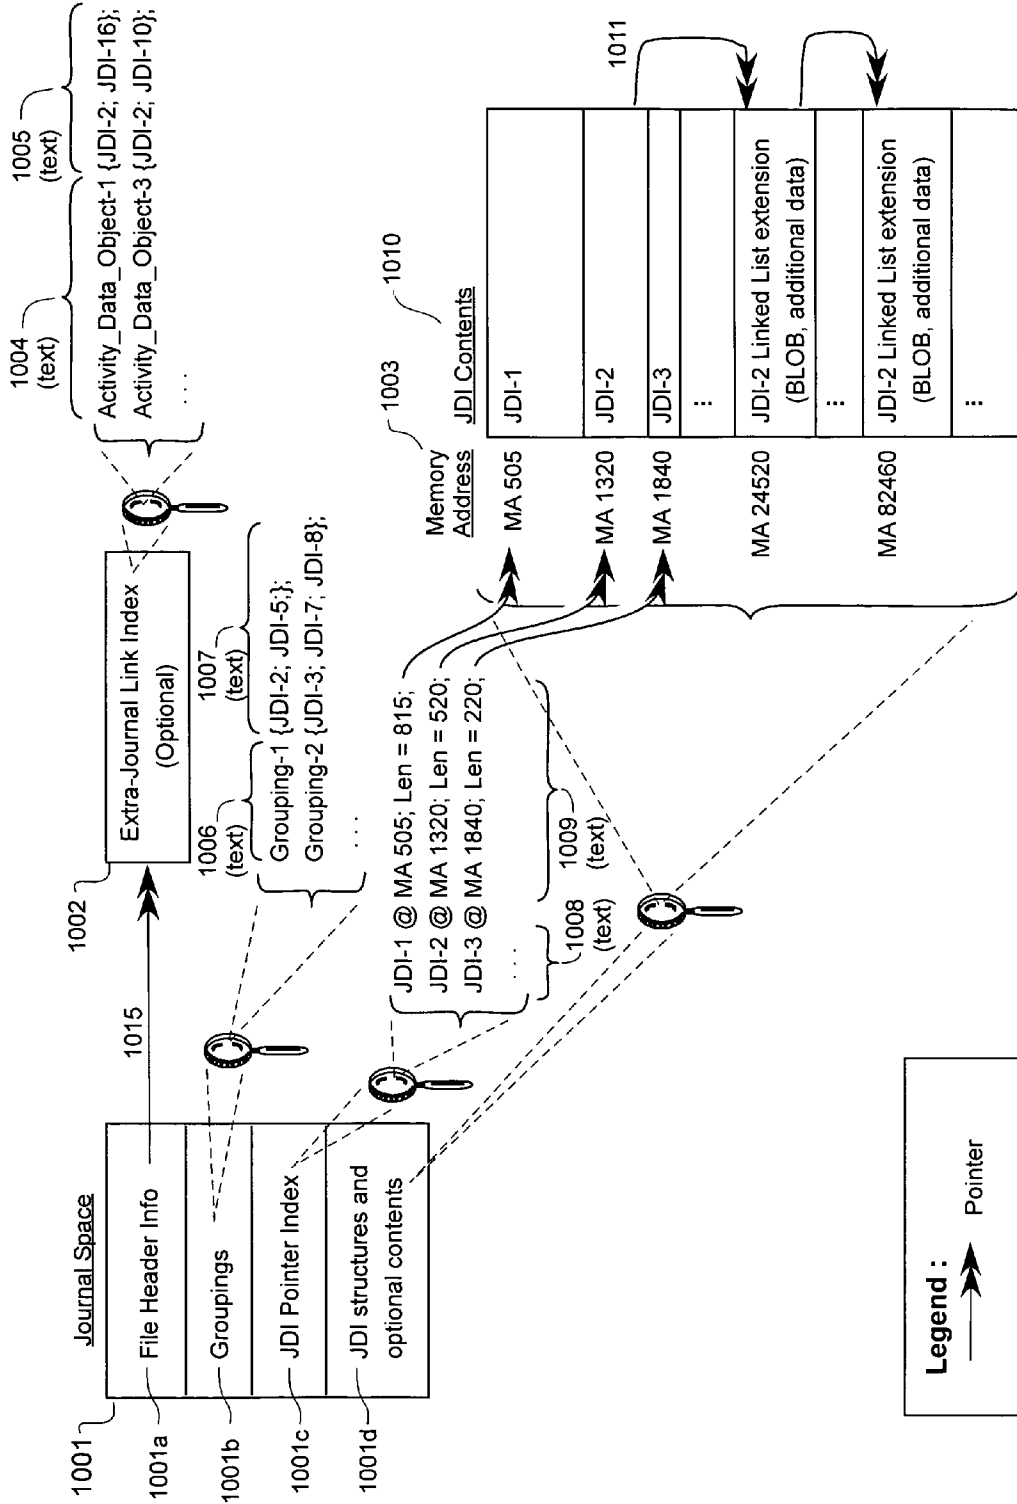 Journal Space
1001
1001a
File Header Info
1001b
Groupings
1001c
JDI Pointer Index
1001d
JDI structures and
optional contents
1015
1002
Extra-Journal Link Index
(Optional)
1004
(text)
1005
(text)
Activity_Data_Object-1 {JDI-2; JDI-16};
Activity_Data_Object-3 {JDI-2; JDI-10};
. . . .
1006
(text)
1007
(text)
Grouping-1 {JDI-2; JDI-5;};
Grouping-2 {JDI-3; JDI-7; JDI-8};
. . . .
JDI-1 @ MA 505; Len = 815;
JDI-2 @ MA 1320; Len = 520;
JDI-3 @ MA 1840; Len = 220;
. . . .
1008
(text)
1009
(text)
1003
Memory
Address
1010
JDI Contents
MA 505
JDI-1
MA 1320
JDI-2
MA 1840
JDI-3
...
MA 24520
JDI-2 Linked List extension
(BLOB, additional data)
...
MA 82460
JDI-2 Linked List extension
(BLOB, additional data)
...
1011
Legend :
Pointer